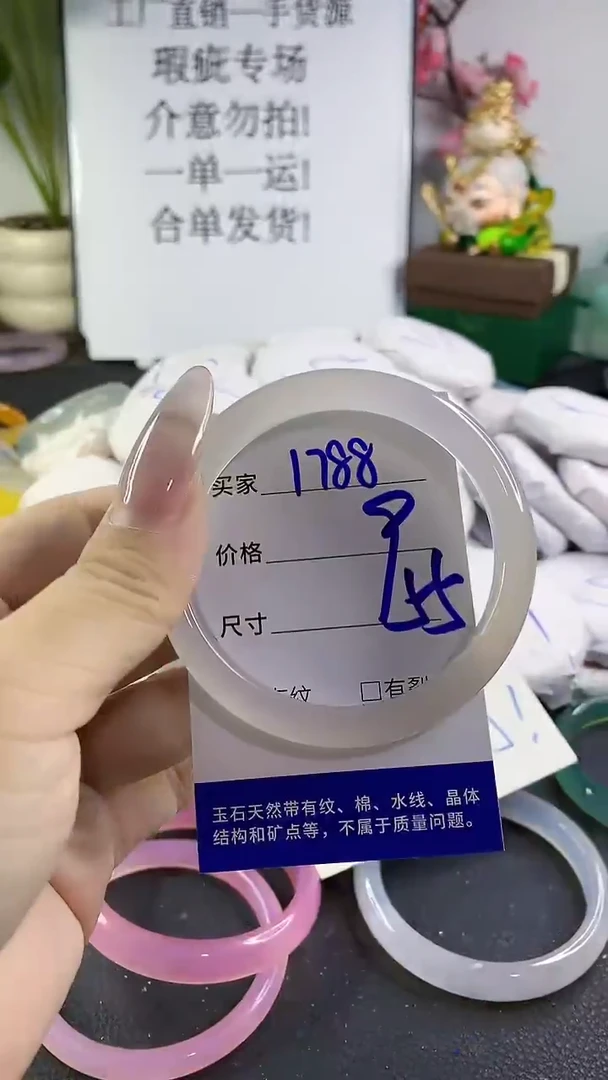 工厂直销一手货源
瑕疵专场
介意勿拍!
一单一运!
合单发货!
买家 1788
价格
尺寸
纹 □有裂
玉石天然带有纹、棉、水线、晶体
结构和矿点等，不属于质量问题。